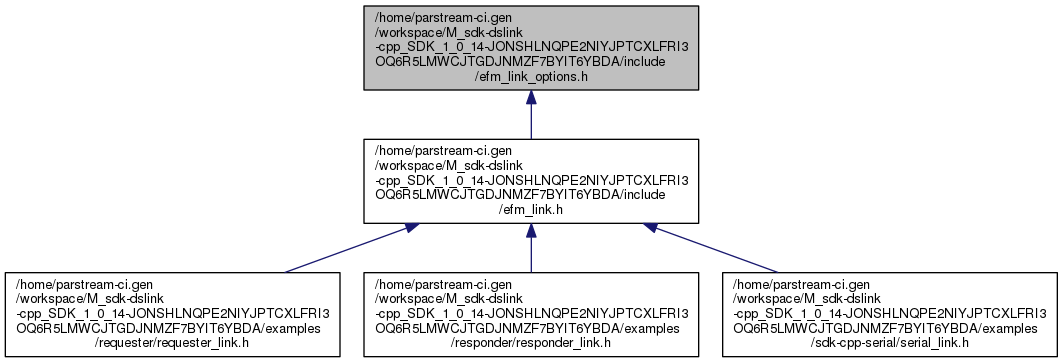 /home/parstream-ci.gen
/workspace/M_sdk-dslink
-cpp_SDK_1_0_14-JONSHLNQPE2NIYJPTCXLFRI3
OQ6R5LMWCJTGDJNMZF7BYIT6YBDA/include
/efm_link_options.h
/home/parstream-ci.gen
/workspace/M_sdk-dslink
-cpp_SDK_1_0_14-JONSHLNQPE2NIYJPTCXLFRI3
OQ6R5LMWCJTGDJNMZF7BYIT6YBDA/include
/efm_link.h
/home/parstream-ci.gen
/workspace/M_sdk-dslink
-cpp_SDK_1_0_14-JONSHLNQPE2NIYJPTCXLFRI3
OQ6R5LMWCJTGDJNMZF7BYIT6YBDA/examples
/requester/requester_link.h
/home/parstream-ci.gen
/workspace/M_sdk-dslink
-cpp_SDK_1_0_14-JONSHLNQPE2NIYJPTCXLFRI3
OQ6R5LMWCJTGDJNMZF7BYIT6YBDA/examples
/responder/responder_link.h
/home/parstream-ci.gen
/workspace/M_sdk-dslink
-cpp_SDK_1_0_14-JONSHLNQPE2NIYJPTCXLFRI3
OQ6R5LMWCJTGDJNMZF7BYIT6YBDA/examples
/sdk-cpp-serial/serial_link.h